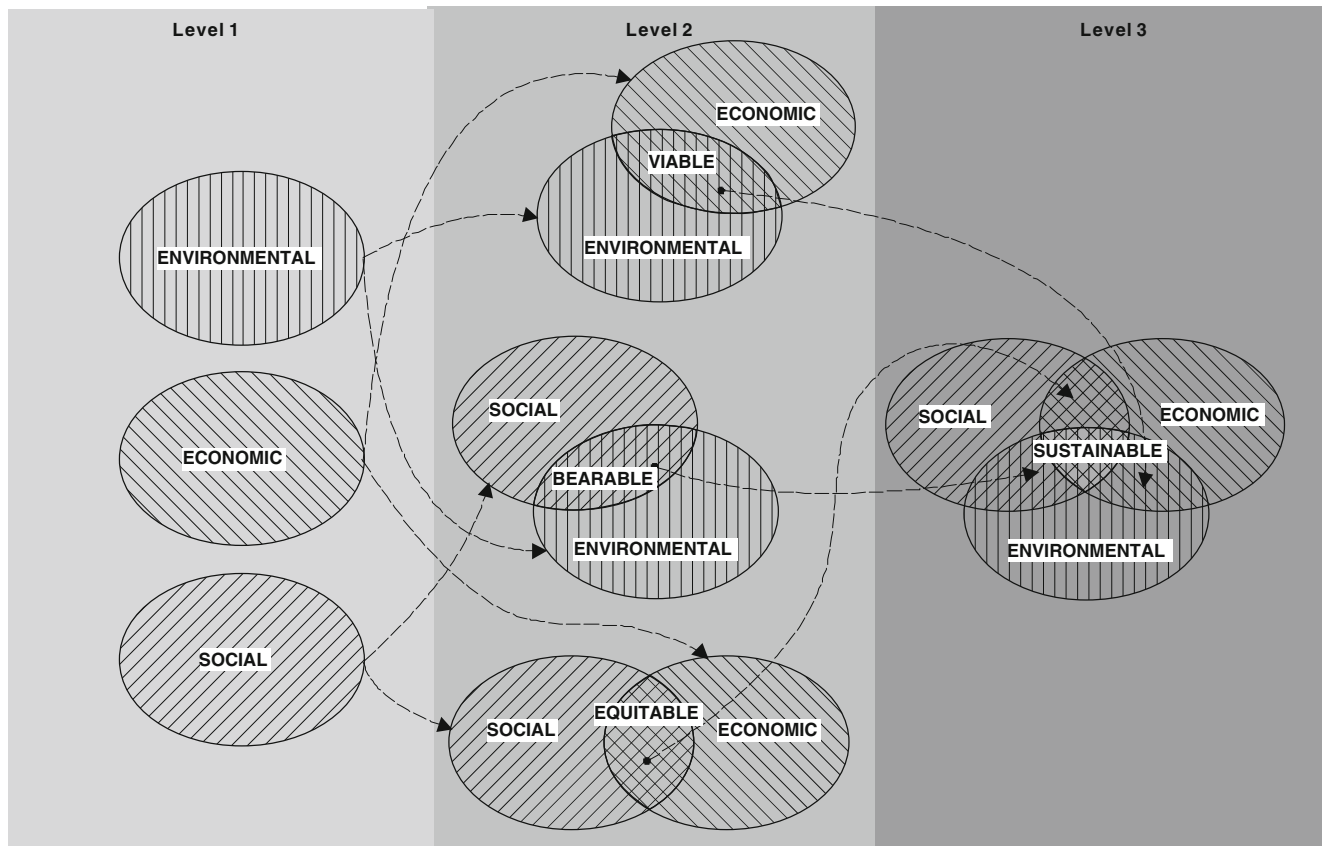 Level 1
Level 2
Level 3
ENVIRONMENTAL
ECONOMIC
SOCIAL
ECONOMIC
VIABLE
ENVIRONMENTAL
SOCIAL
BEARABLE
ENVIRONMENTAL
EQUITABLE
SOCIAL
ECONOMIC
SOCIAL
ECONOMIC
SUSTAINABLE
ENVIRONMENTAL